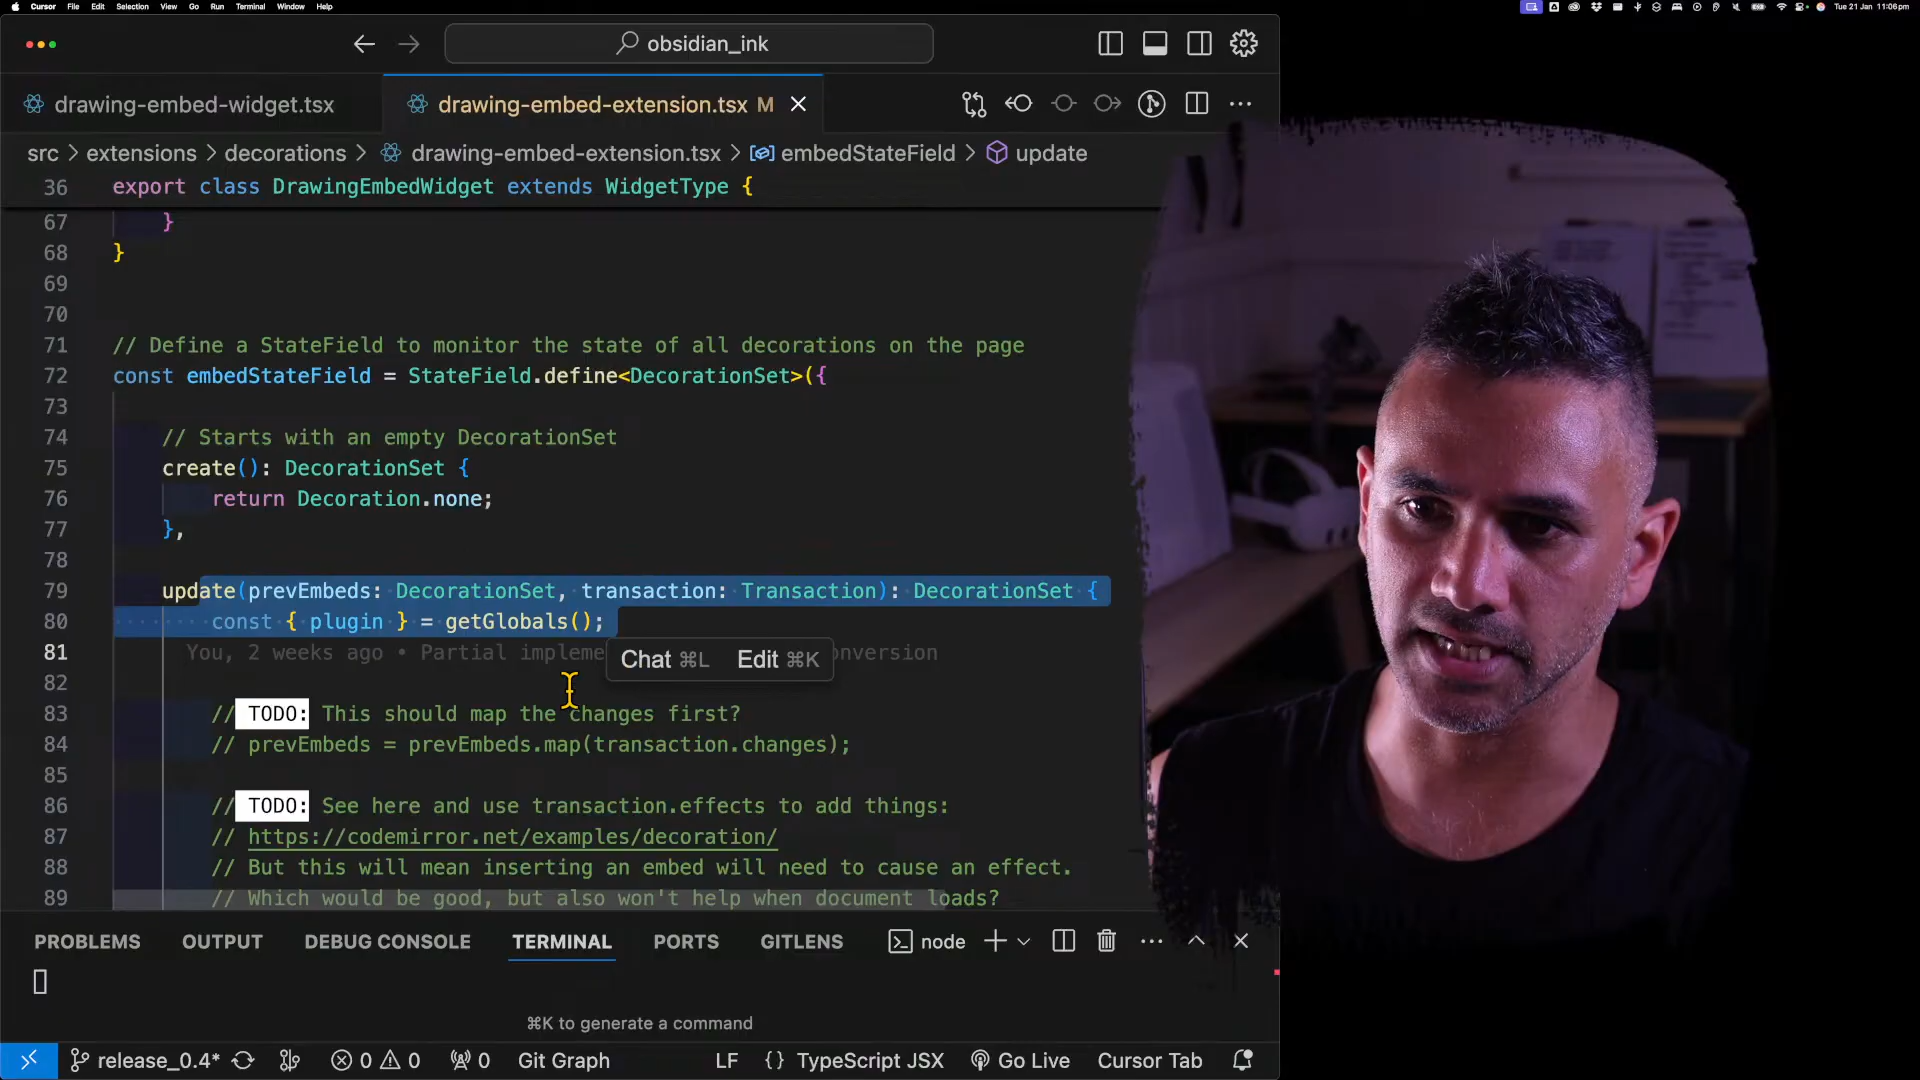 Cursor File Edit Selection View Go Run Terminal Window Help
Tue 21 Jan 11:06pm
obsidian_ink
drawing-embed-widget.tsx
drawing-embed-extension.tsx M
src > extensions > decorations > drawing-embed-extension.tsx > embedStateField > update
36 export class DrawingEmbedWidget extends WidgetType {
67 }
68 }
69
70
71 // Define a StateField to monitor the state of all decorations on the page
72 const embedStateField = StateField.define<DecorationSet>({
73
74 // Starts with an empty DecorationSet
75 create(): DecorationSet {
76 return Decoration.none;
77 },
78
79 update(prevEmbeds: DecorationSet, transaction: Transaction): DecorationSet {
80 const { plugin } = getGlobals();
81 You, 2 weeks ago • Partial impleme
Chat ⌘L Edit ⌘K
onversion
82
83 // TODO: This should map the changes first?
84 // prevEmbeds = prevEmbeds.map(transaction.changes);
85
86 // TODO: See here and use transaction.effects to add things:
87 // https://codemirror.net/examples/decoration/
88 // But this will mean inserting an embed will need to cause an effect.
89 // Which would be good, but also won't help when document loads?
PROBLEMS OUTPUT DEBUG CONSOLE TERMINAL PORTS GITLENS node
⌘K to generate a command
release_0.4* 0 0 0 Git Graph LF {} TypeScript JSX Go Live Cursor Tab